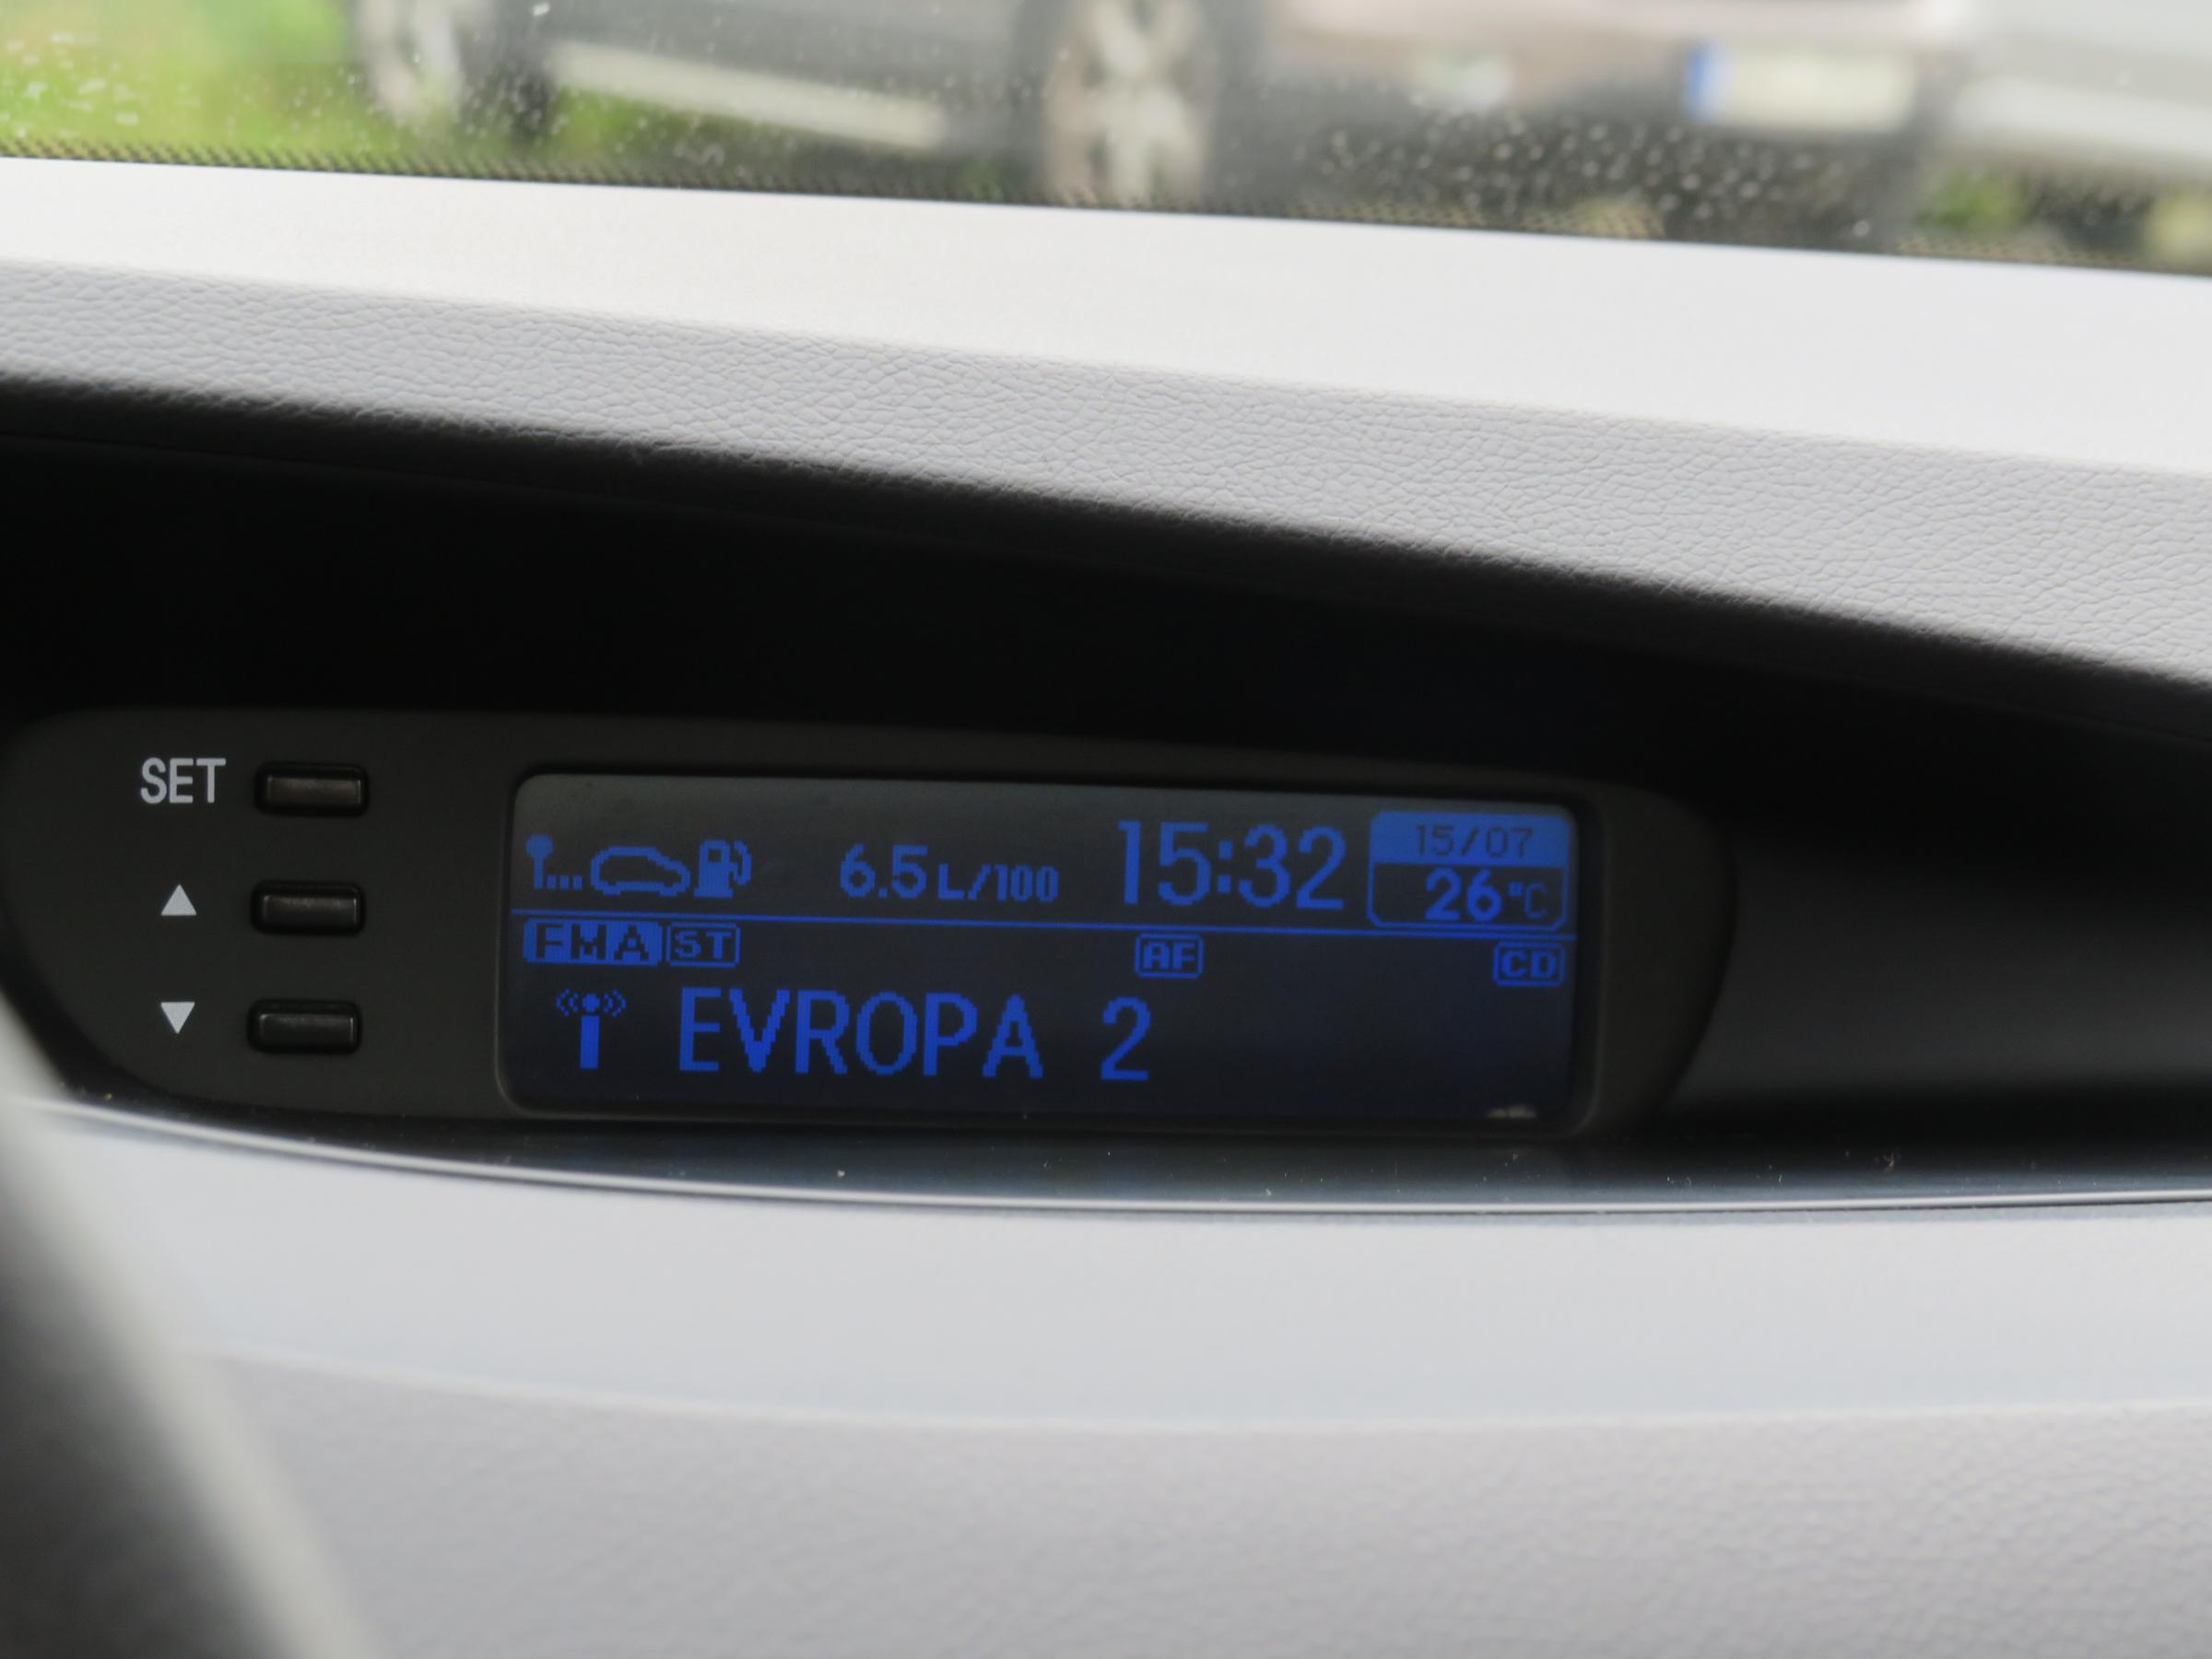 SET
6.5 L/100 15:32 15/07
26°C
FMA ST AF CD
EVROPA 2